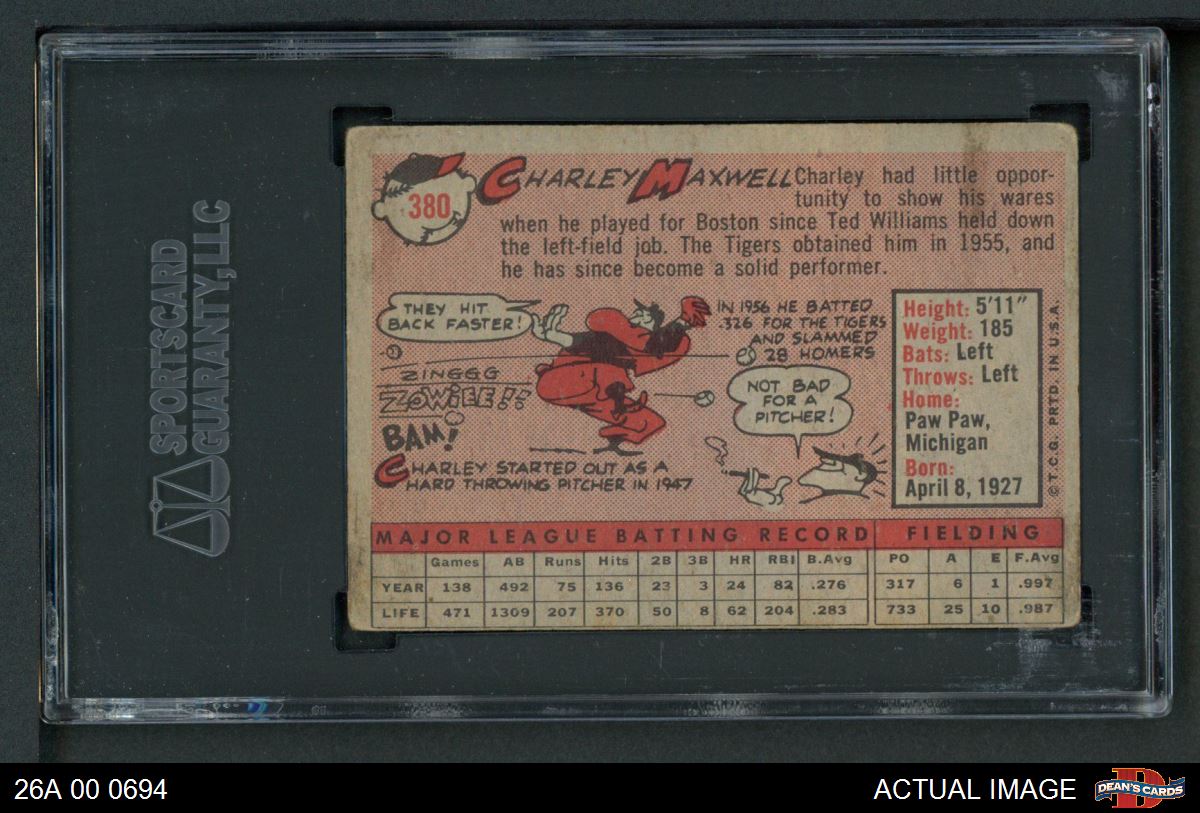 SPORTSCARD
GUARANTY, LLC
380
CHARLEY MAXWELL Charley had little oppor-
tunity to show his wares
when he played for Boston since Ted Williams held down
the left-field job. The Tigers obtained him in 1955, and
he has since become a solid performer.
THEY HIT
BACK FASTER!
IN 1956 HE BATTED
.326 FOR THE TIGERS
AND SLAMMED
28 HOMERS
ZINGGG
ZOWIEE!!
BAM!
NOT BAD
FOR A
PITCHER!
CHARLEY STARTED OUT AS A
HARD THROWING PITCHER IN 1947
Height: 5'11"
Weight: 185
Bats: Left
Throws: Left
Home:
Paw Paw,
Michigan
Born:
April 8, 1927
© T.C.G. PRTD. IN U.S.A.
MAJOR LEAGUE BATTING RECORD FIELDING
Games AB Runs Hits 2B 3B HR RBI B.Avg PO A E F.Avg
YEAR 138 492 75 136 23 3 24 82 .276 317 6 1 .997
LIFE 471 1309 207 370 50 8 62 204 .283 733 25 10 .987
26A 00 0694
ACTUAL IMAGE
D
DEAN'S CARDS